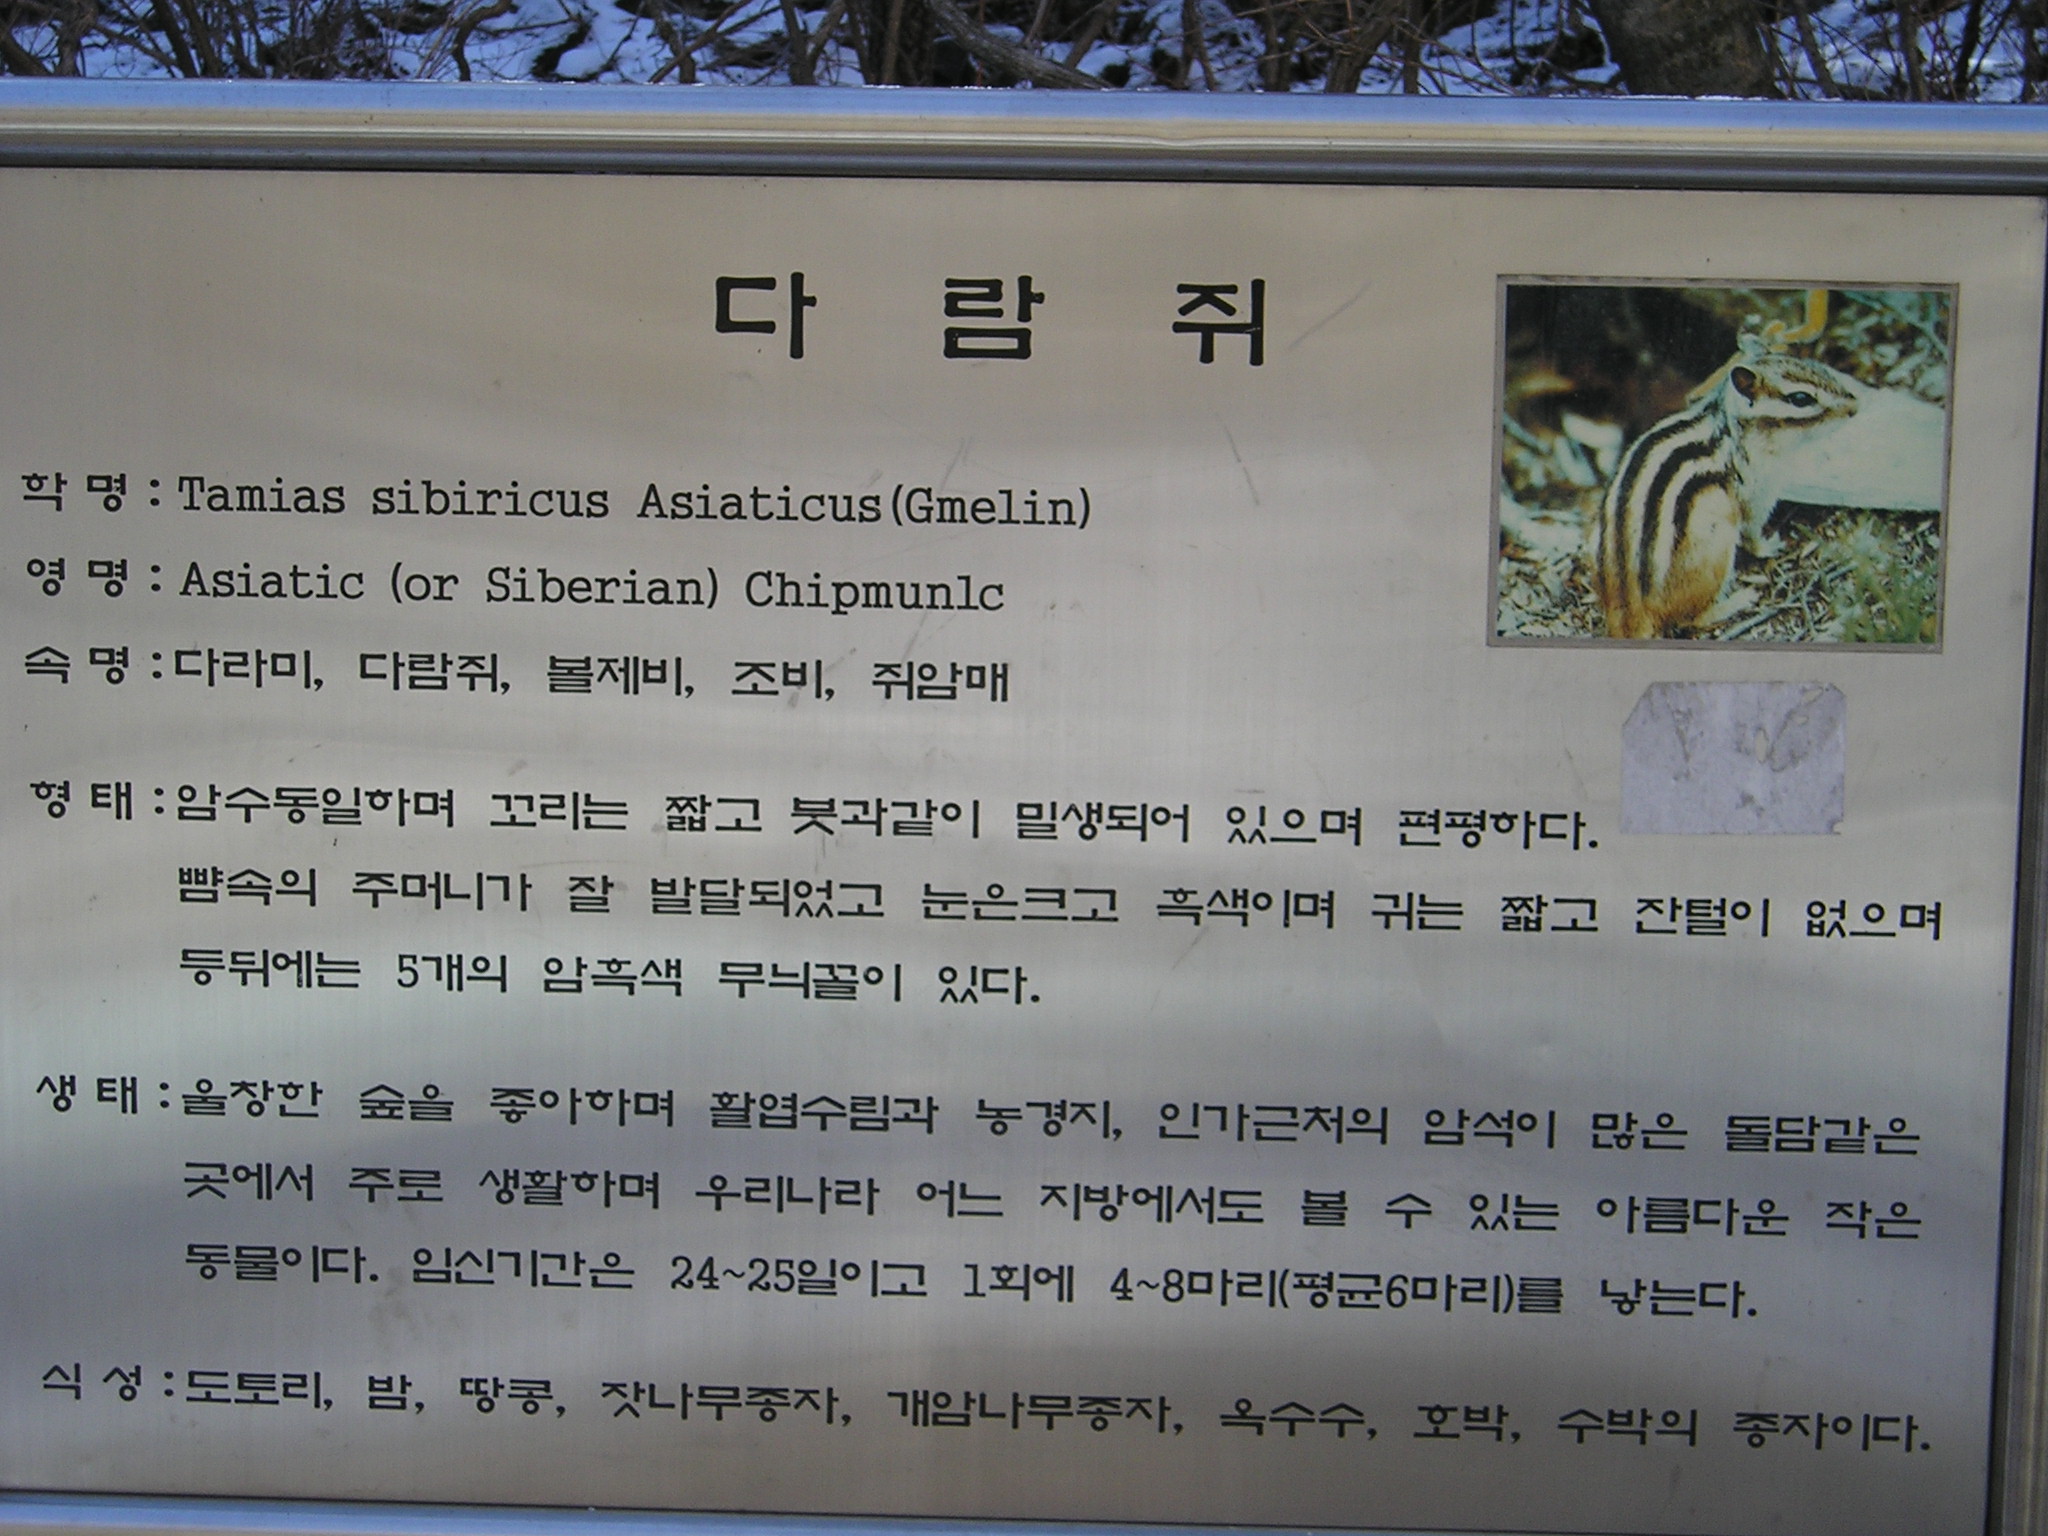 다 람 쥐
학 명 : Tamias sibiricus Asiaticus(Gmelin)
영 명 : Asiatic (or Siberian) Chipmunlc
속 명 : 다라미, 다람쥐, 볼제비, 조비, 쥐암매
형 태 : 암수동일하며 꼬리는 짧고 붓과같이 밀생되어 있으며 편평하다.
뺨속의 주머니가 잘 발달되었고 눈은크고 흑색이며 귀는 짧고 잔털이 없으며
등뒤에는 5개의 암흑색 무늬꼴이 있다.
생 태 : 울창한 숲을 좋아하며 활엽수림과 농경지, 인가근처의 암석이 많은 돌담같은
곳에서 주로 생활하며 우리나라 어느 지방에서도 볼 수 있는 아름다운 작은
동물이다. 임신기간은 24~25일이고 1회에 4~8마리(평균6마리)를 낳는다.
식 성 : 도토리, 밤, 땅콩, 잣나무종자, 개암나무종자, 옥수수, 호박, 수박의 종자이다.